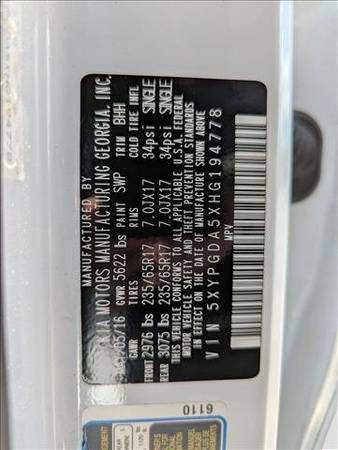 MANUFACTURED BY
KIA MOTORS MANUFACTURING GEORGIA, INC.
05/16 GVWR 5622 lbs PAINT SWP TRIM BHH
TIRES RIMS COLD TIRE INFL
FRONT 2976 lbs 235/65R17 7.0JX17 34psi SINGLE
REAR 3075 lbs 235/65R17 7.0JX17 34psi SINGLE
THIS VEHICLE CONFORMS TO ALL APPLICABLE U.S.A. FEDERAL
MOTOR VEHICLE SAFETY AND THEFT PREVENTION STANDARDS
IN EFFECT ON THE DATE OF MANUFACTURE SHOWN ABOVE
VIN 5XYPGDA5XHG194778
MPV
6110